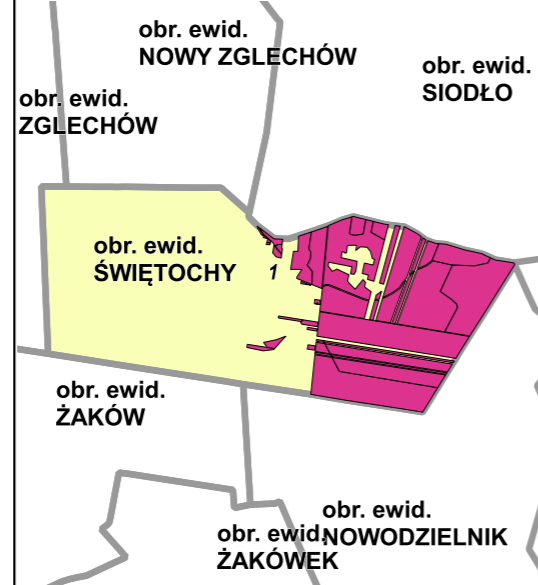 obr. ewid.
NOWY ZGLECHÓW
obr. ewid.
SIODŁO
obr. ewid.
ZGLECHÓW
obr. ewid.
ŚWIĘTOCHY
1
obr. ewid.
ŻAKÓW
obr. ewid.
NOWODZIELNIK
obr. ewid.
ŻAKÓWEK